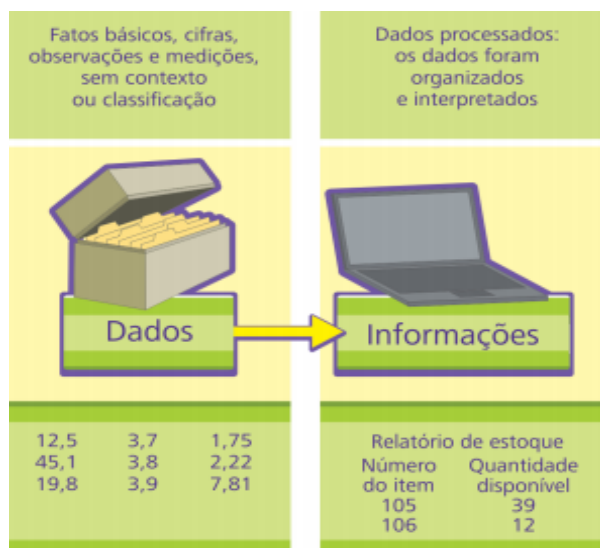 Fatos básicos, cifras,
observações e medições,
sem contexto
ou classificação
Dados processados:
os dados foram
organizados
e interpretados
Dados
Informações
12,5 3,7 1,75
45,1 3,8 2,22
19,8 3,9 7,81
Relatório de estoque
Número Quantidade
do item disponível
105 39
106 12